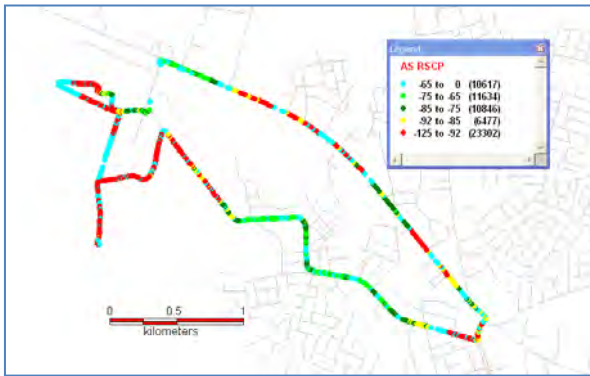 Legend
AS RSCP
-65 to 0 (10617)
-75 to -65 (11634)
-85 to -75 (10846)
-92 to -85 (6477)
-125 to -92 (23302)
0 0.5 1
kilometers